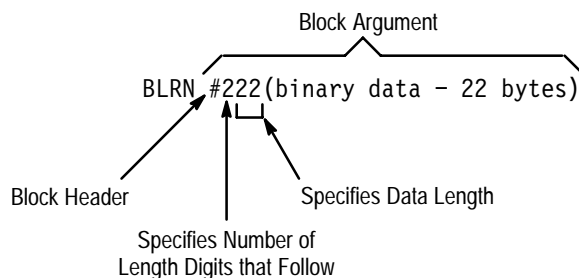 Block Argument
BLRN #222(binary data – 22 bytes)
Block Header
Specifies Data Length
Specifies Number of
Length Digits that Follow